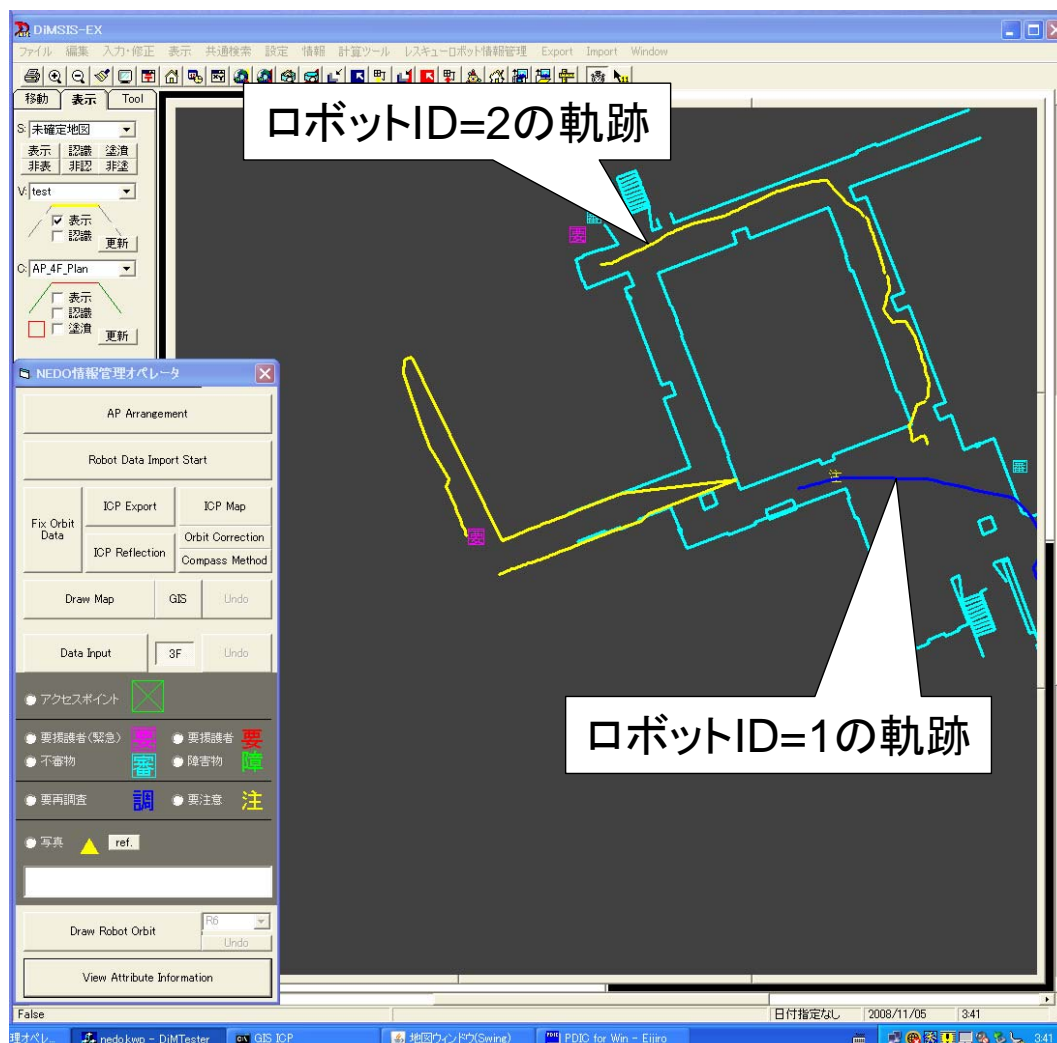 DiMSIS-EX
ファイル 編集 入力・修正 表示 共通検索 設定 情報 計算ツール レスキューロボット情報管理 Export Import Window
移動 表示 Tool
S: 未確定地図
表示 認識 塗潰
非表 非認 非塗
V: test
表示
認識
更新
C: AP_4F_Plan
表示
認識
塗潰
更新
ロボットID=2の軌跡
審
要
注
審
要
ロボットID=1の軌跡
NEDO情報管理オペレータ
AP Arrangement
Robot Data Import Start
Fix Orbit Data
ICP Export
ICP Map
ICP Reflection
Orbit Correction
Compass Method
Draw Map
GIS
Undo
Data Input
3F
Undo
アクセスポイント
要援護者(緊急) 要 要援護者 要
不審物 審 障害物 障
要再調査 調 要注意 注
写真 ref.
Draw Robot Orbit
R6
Undo
View Attribute Information
False 日付指定なし 2008/11/05 3:41
理オペレ... nedo.kwp - DiMTester GIS ICP 地図ウィンドウ(Swing) PDIC for Win - Eijiro 3:41